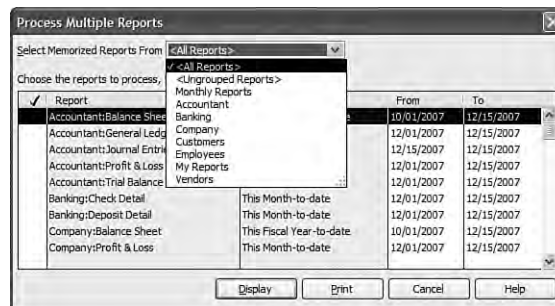 Process Multiple Reports
Select Memorized Reports From <All Reports>
✓ <All Reports>
<Ungrouped Reports>
Monthly Reports
Accountant
Banking
Company
Customers
Employees
My Reports
Vendors
Choose the reports to process,
✓ Report From To
Accountant:Balance Shee 10/01/2007 12/15/2007
Accountant:General Ledg 12/01/2007 12/15/2007
Accountant:Journal Entri 12/15/2007 12/15/2007
Accountant:Profit & Loss 12/01/2007 12/15/2007
Accountant:Trial Balance 12/01/2007 12/15/2007
Banking:Check Detail This Month-to-date 12/01/2007 12/15/2007
Banking:Deposit Detail This Month-to-date 12/01/2007 12/15/2007
Company:Balance Sheet This Fiscal Year-to-date 10/01/2007 12/15/2007
Company:Profit & Loss This Month-to-date 12/01/2007 12/15/2007
Display Print Cancel Help